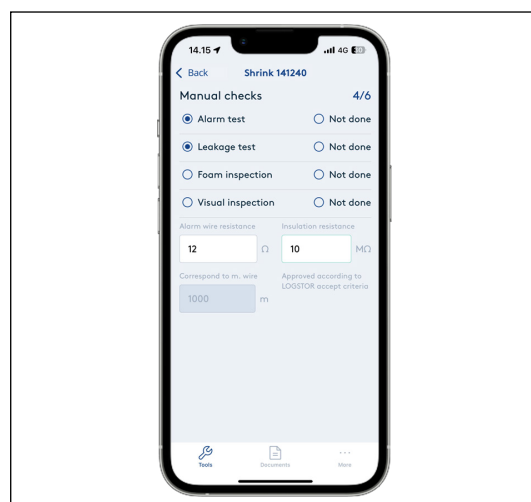 14.15
4G 30
Back
Shrink 141240
Manual checks 4/6
Alarm test Not done
Leakage test Not done
Foam inspection Not done
Visual inspection Not done
Alarm wire resistance Insulation resistance
12 Ω 10 MΩ
Correspond to m. wire Approved according to
LOGSTOR accept criteria
1000 m
Tools Documents More